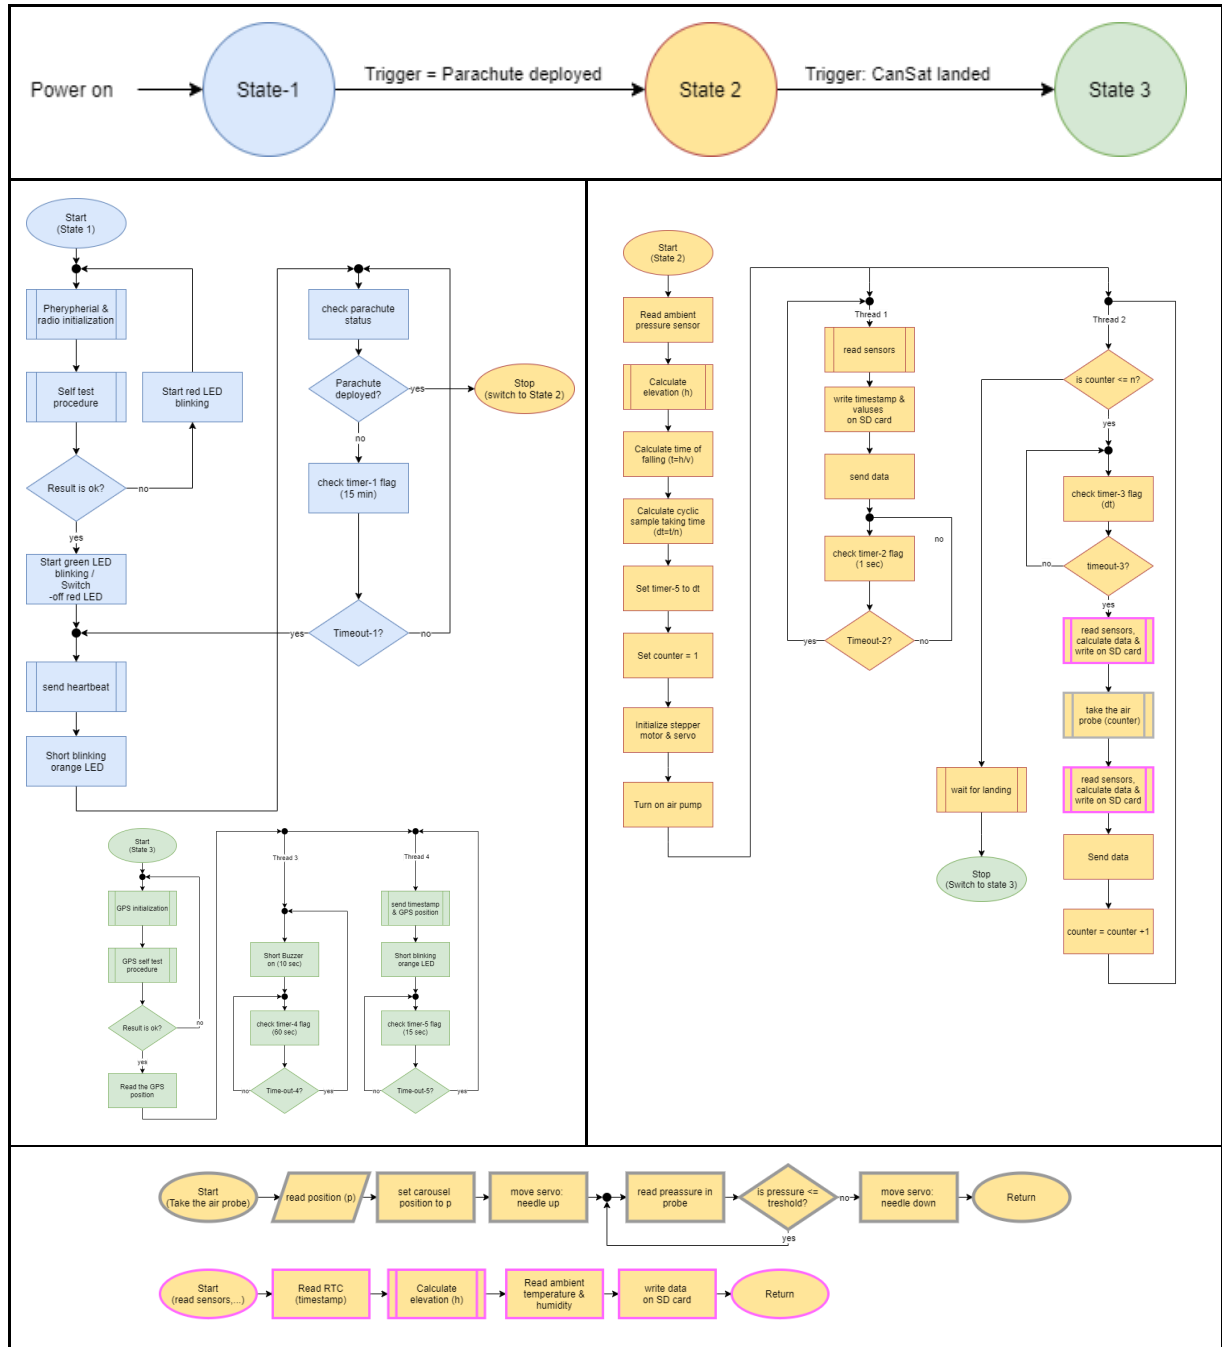 Power on
State-1
Trigger = Parachute deployed
State 2
Trigger: CanSat landed
State 3
Start
(State 1)
Pherypherial &
radio initialization
Self test
procedure
Start red LED
blinking
Result is ok?
no
yes
Start green LED
blinking /
Switch
-off red LED
send heartbeat
Short blinking
orange LED
check parachute
status
Parachute
deployed?
yes
Stop
(switch to State 2)
no
check timer-1 flag
(15 min)
Timeout-1?
yes
no
Start
(State 3)
GPS initialization
GPS self test
procedure
Result is ok?
no
yes
Read the GPS
position
Thread 3
Short Buzzer
on (10 sec)
check timer-4 flag
(60 sec)
Time-out-4?
no
yes
Thread 4
send timestamp
& GPS position
Short blinking
orange LED
check timer-5 flag
(15 sec)
Time-out-5?
no
yes
Start
(State 2)
Read ambient
pressure sensor
Calculate
elevation (h)
Calculate time of
falling (t=h/v)
Calculate cyclic
sample taking time
(dt=t/n)
Set timer-5 to dt
Set counter = 1
Initialize stepper
motor & servo
Turn on air pump
Thread 1
read sensors
write timestamp &
valuses
on SD card
send data
check timer-2 flag
(1 sec)
no
Timeout-2?
yes
no
Thread 2
is counter <= n?
yes
check timer-3 flag
(dt)
timeout-3?
no
yes
read sensors,
calculate data &
write on SD card
take the air
probe (counter)
read sensors,
calculate data &
write on SD card
Send data
counter = counter +1
wait for landing
Stop
(Switch to state 3)
Start
(Take the air probe)
read position (p)
set carousel
position to p
move servo:
needle up
read preassure in
probe
is pressure <=
treshold?
no
yes
move servo:
needle down
Return
Start
(read sensors,...)
Read RTC
(timestamp)
Calculate
elevation (h)
Read ambient
temperature &
humidity
write data
on SD card
Return